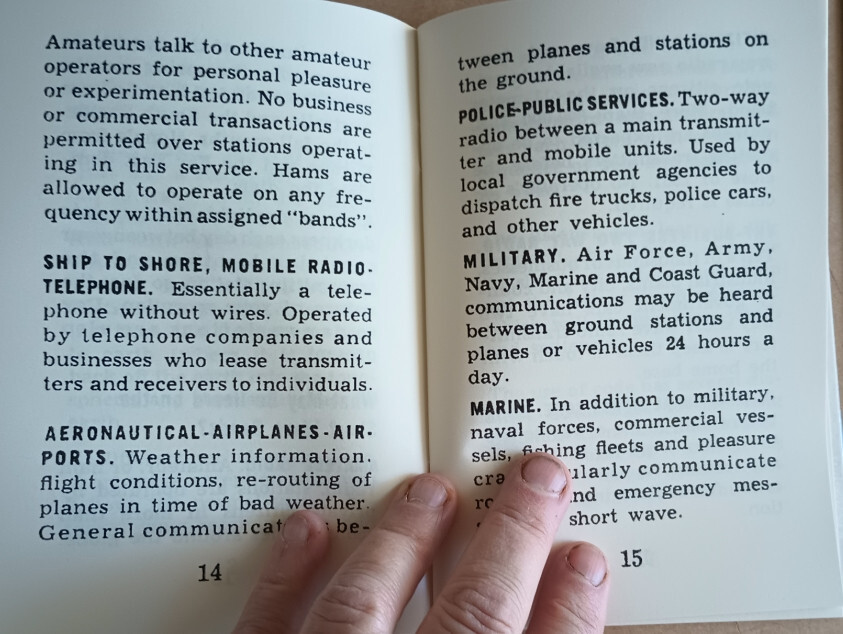 Amateurs talk to other amateur
operators for personal pleasure
or experimentation. No business
or commercial transactions are
permitted over stations operat-
ing in this service. Hams are
allowed to operate on any fre-
quency within assigned "bands".
SHIP TO SHORE, MOBILE RADIO-
TELEPHONE. Essentially a tele-
phone without wires. Operated
by telephone companies and
businesses who lease transmit-
ters and receivers to individuals.
AERONAUTICAL-AIRPLANES-AIR-
PORTS. Weather information.
flight conditions, re-routing of
planes in time of bad weather.
General be-
14
tween planes and stations on
the ground.
POLICE-PUBLIC SERVICES. Two-way
radio between a main transmit-
ter and mobile units. Used by
local government agencies to
dispatch fire trucks, police cars,
and other vehicles.
MILITARY. Air Force, Army,
Navy, Marine and Coast Guard,
communications may be heard
between ground stations and
planes or vehicles 24 hours a
day.
MARINE. In addition to military,
naval forces, commercial ves-
sels, fishing fleets and pleasure
communicate
emergency mes-
short wave.
15